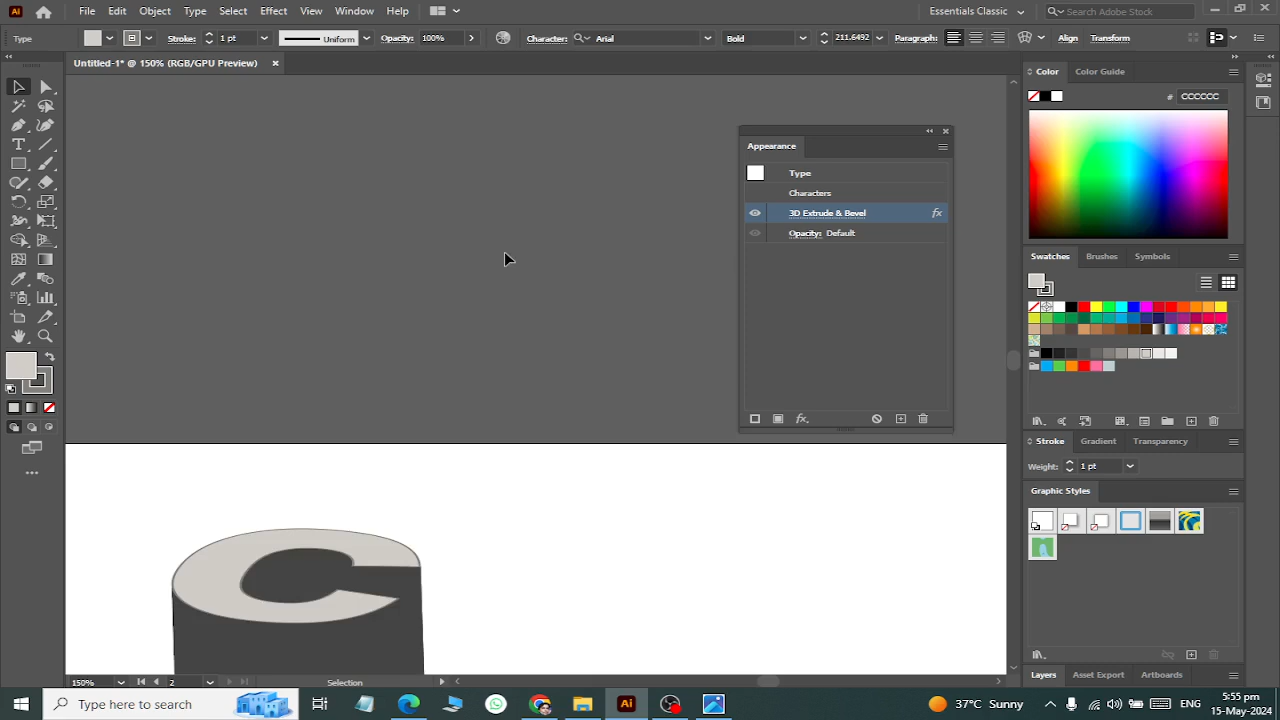 Ai File Edit Object Type Select Effect View Window Help Essentials Classic Search Adobe Stock
Type Stroke: 1 pt Uniform Opacity: 100% Character: Arial Bold 211.6492 Paragraph: Align Transform
Untitled-1* @ 150% (RGB/GPU Preview)
Color Color Guide
# CCCCCC
Appearance
Type
Characters
3D Extrude & Bevel fx
Opacity: Default
fx
Swatches Brushes Symbols
Stroke Gradient Transparency
Weight: 1 pt
Graphic Styles
C
Layers Asset Export Artboards
150% 2 Selection
Type here to search
Ai
37°C Sunny
ENG
5:55 pm
15-May-2024